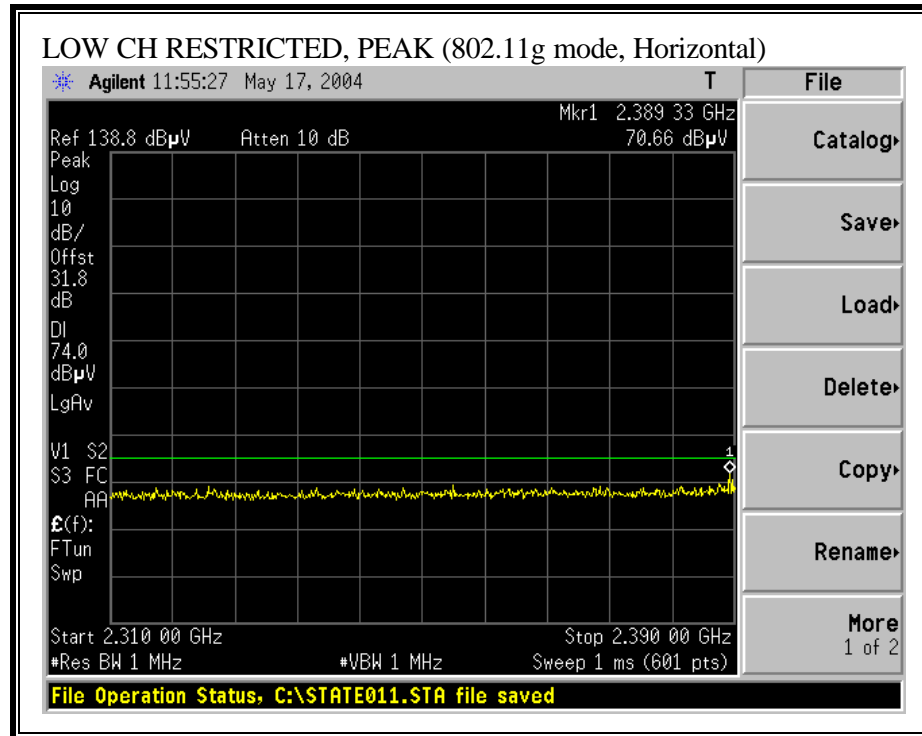 LOW CH RESTRICTED, PEAK (802.11g mode, Horizontal)
Agilent 11:55:27 May 17, 2004 T
File
Mkr1 2.389 33 GHz
Ref 138.8 dBµV Atten 10 dB 70.66 dBµV
Peak
Log
10
dB/
Offst
31.8
dB
DI
74.0
dBµV
LgAv
V1 S2
S3 FC
AA
£(f):
FTun
Swp
1
Start 2.310 00 GHz Stop 2.390 00 GHz
#Res BW 1 MHz #VBW 1 MHz Sweep 1 ms (601 pts)
File Operation Status, C:\STATE011.STA file saved
Catalog
Save
Load
Delete
Copy
Rename
More
1 of 2